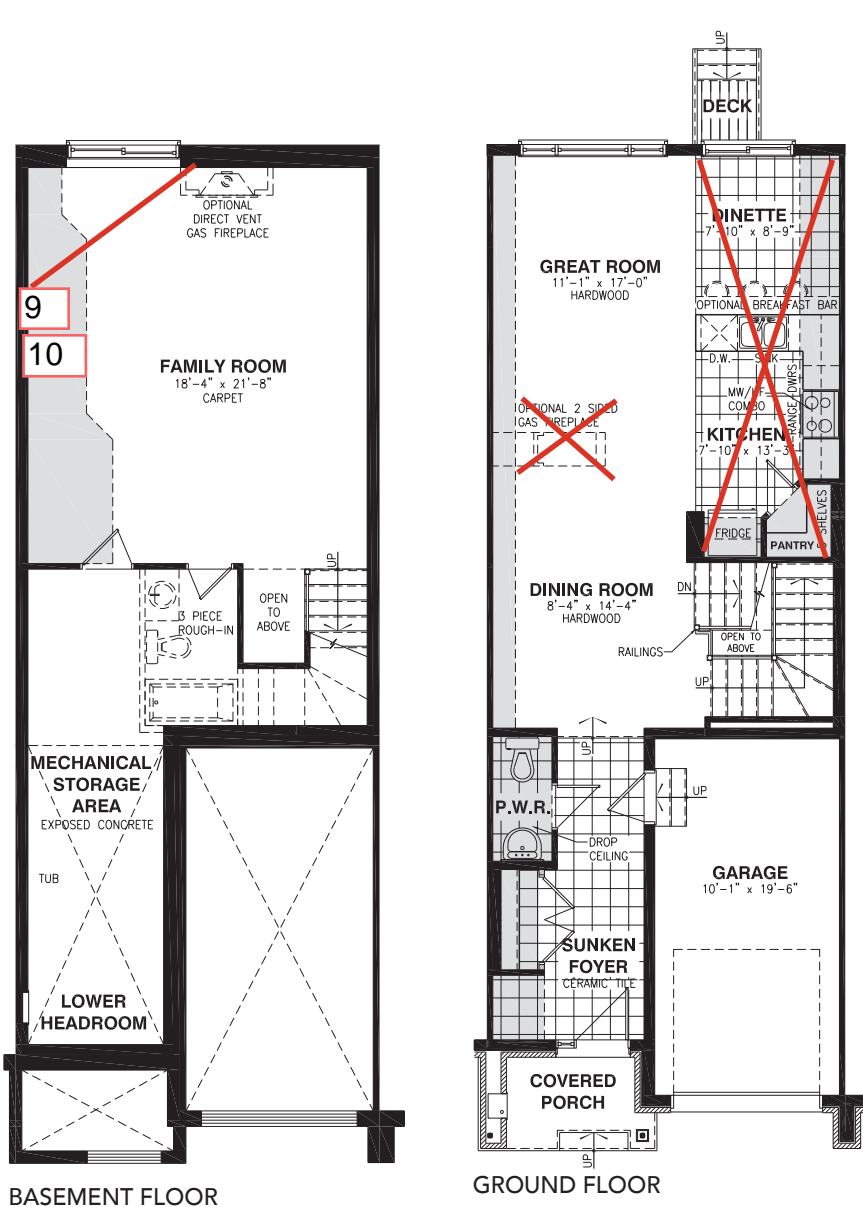 OPTIONAL
DIRECT VENT
GAS FIREPLACE
9
10
FAMILY ROOM
18'-4" x 21'-8"
CARPET
UP
3 PIECE
ROUGH-IN
OPEN
TO
ABOVE
MECHANICAL
STORAGE
AREA
EXPOSED CONCRETE
TUB
LOWER
HEADROOM
BASEMENT FLOOR
UP
DECK
DINETTE
7'-10" x 8'-9"
GREAT ROOM
11'-1" x 17'-0"
HARDWOOD
OPTIONAL BREAKFAST BAR
D.W.
SINK
MW/HF
COMBO
RANGE/DWRS
OPTIONAL 2 SIDED
GAS FIREPLACE
KITCHEN
7'-10" x 13'-3"
FRIDGE
PANTRY
5 SHELVES
DINING ROOM
8'-4" x 14'-4"
HARDWOOD
DN
RAILINGS
OPEN TO
ABOVE
UP
UP
P.W.R.
UP
DROP
CEILING
GARAGE
10'-1" x 19'-6"
SUNKEN
FOYER
CERAMIC TILE
COVERED
PORCH
UP
GROUND FLOOR